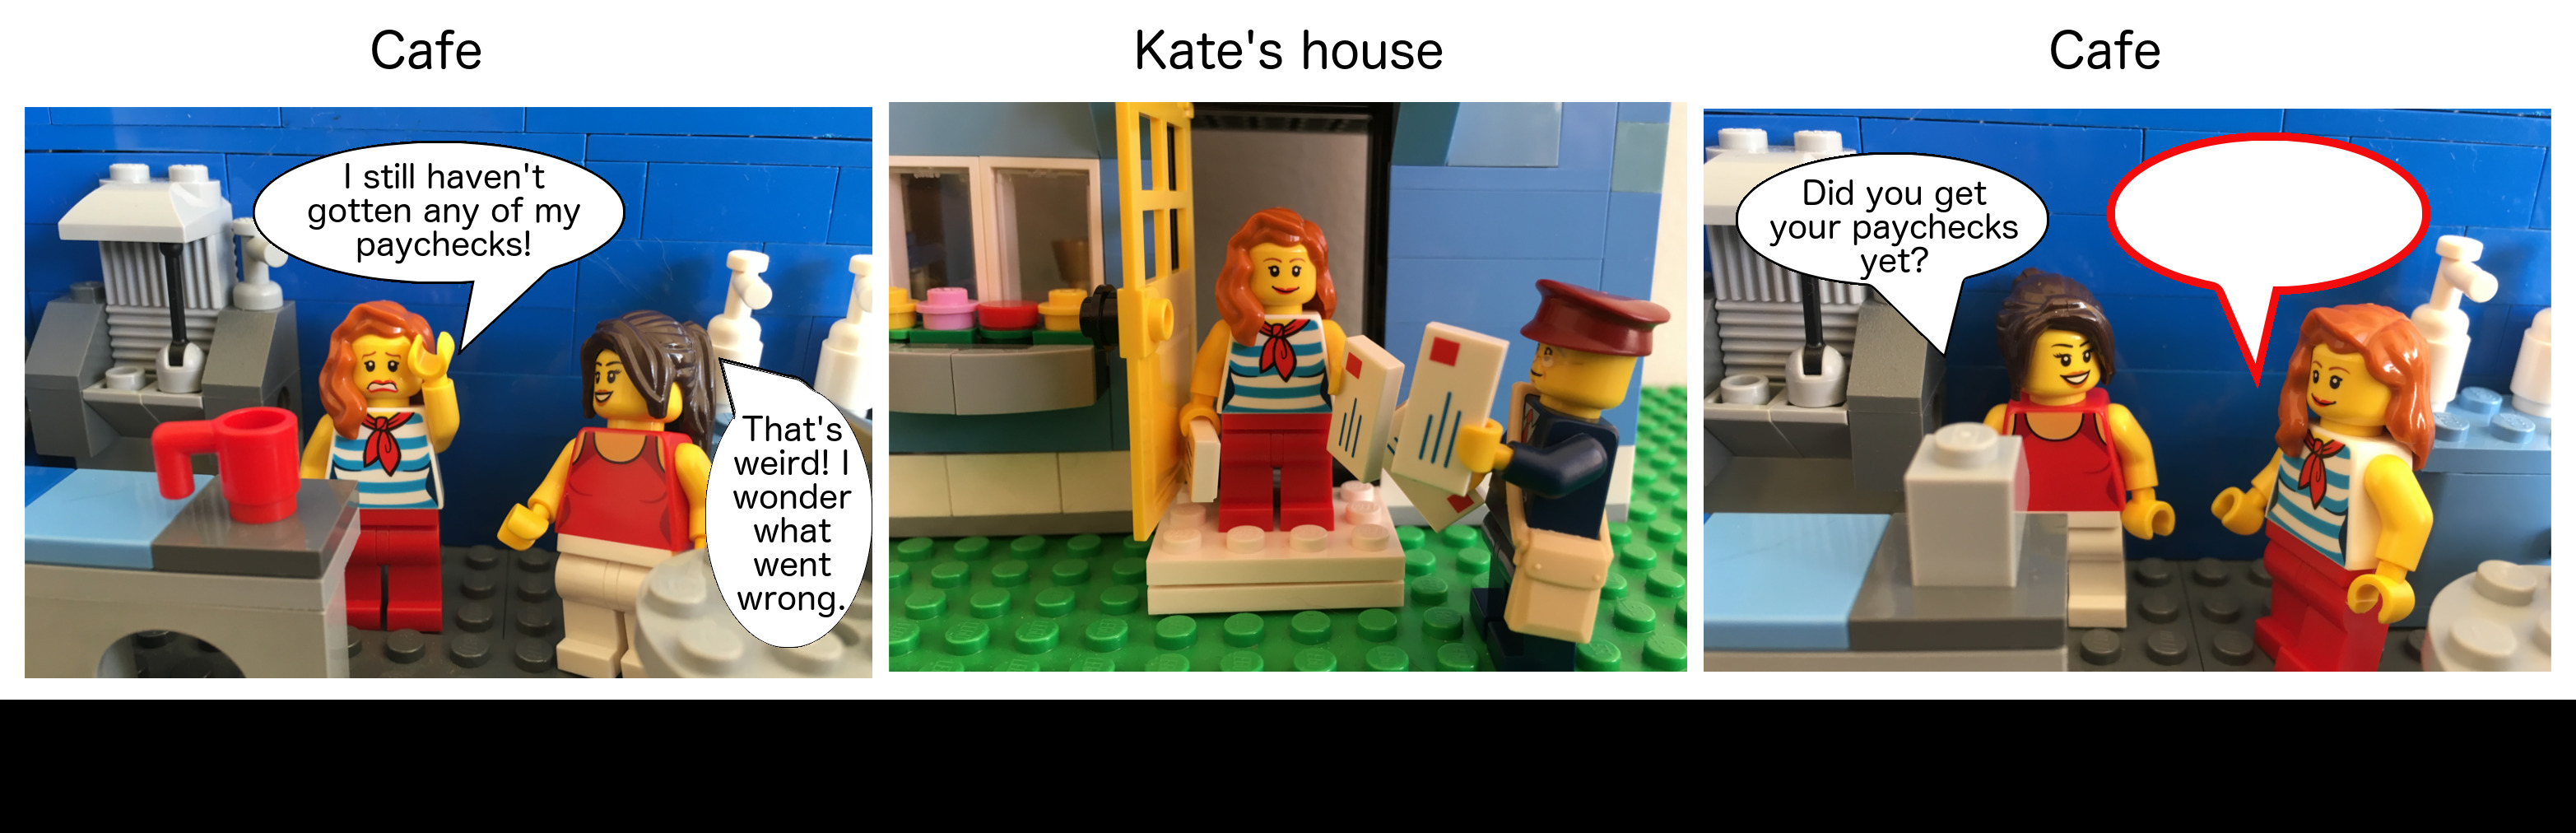 Cafe
I still haven't
gotten any of my
paychecks!
That's
weird! I
wonder
what
went
wrong.
Kate's house
Cafe
Did you get
your paychecks
yet?